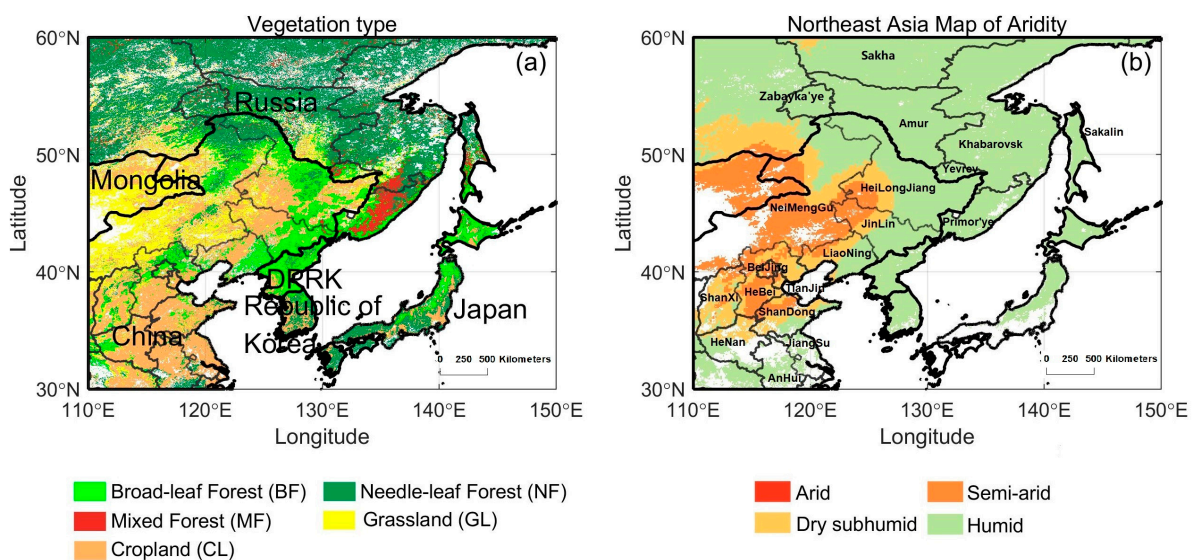 Vegetation type
60°N
50°N
40°N
30°N
Latitude
(a)
Russia
Mongolia
DPRK
Republic of
Korea
Japan
China
0 250 500 Kilometers
110°E 120°E 130°E 140°E 150°E
Longitude
Broad-leaf Forest (BF)
Needle-leaf Forest (NF)
Mixed Forest (MF)
Grassland (GL)
Cropland (CL)
Northeast Asia Map of Aridity
60°N
50°N
40°N
30°N
Latitude
(b)
Sakha
Zabayka'ye
Amur
Sakalin
Khabarovsk
Yevrey
HeiLongJiang
NeiMengGu
JinLin
Primor'ye
LiaoNing
BeiJing
TianJin
HeBei
ShanXi
ShanDong
HeNan
JiangSu
AnHui
0 250 500 Kilometers
110°E 120°E 130°E 140°E 150°E
Longitude
Arid
Semi-arid
Dry subhumid
Humid